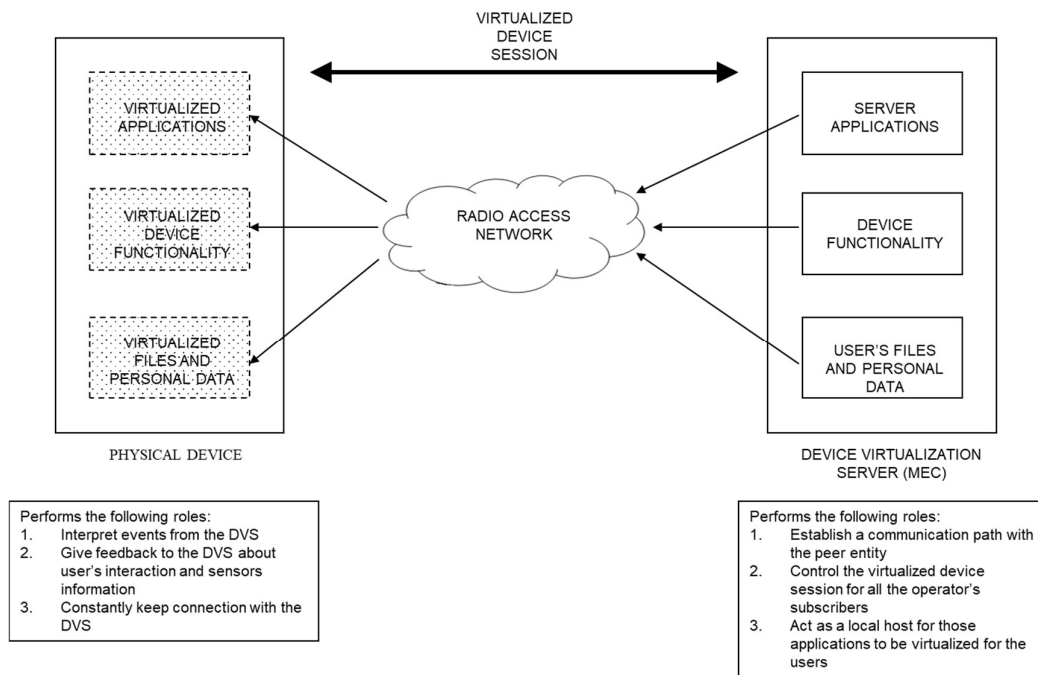 VIRTUALIZED
DEVICE
SESSION
VIRTUALIZED
APPLICATIONS
VIRTUALIZED
DEVICE
FUNCTIONALITY
VIRTUALIZED
FILES AND
PERSONAL DATA
RADIO ACCESS
NETWORK
SERVER
APPLICATIONS
DEVICE
FUNCTIONALITY
USER'S FILES
AND PERSONAL
DATA
PHYSICAL DEVICE
DEVICE VIRTUALIZATION
SERVER (MEC)
Performs the following roles:
1. Interpret events from the DVS
2. Give feedback to the DVS about
user's interaction and sensors
information
3. Constantly keep connection with the
DVS
Performs the following roles:
1. Establish a communication path with
the peer entity
2. Control the virtualized device
session for all the operator's
subscribers
3. Act as a local host for those
applications to be virtualized for the
users